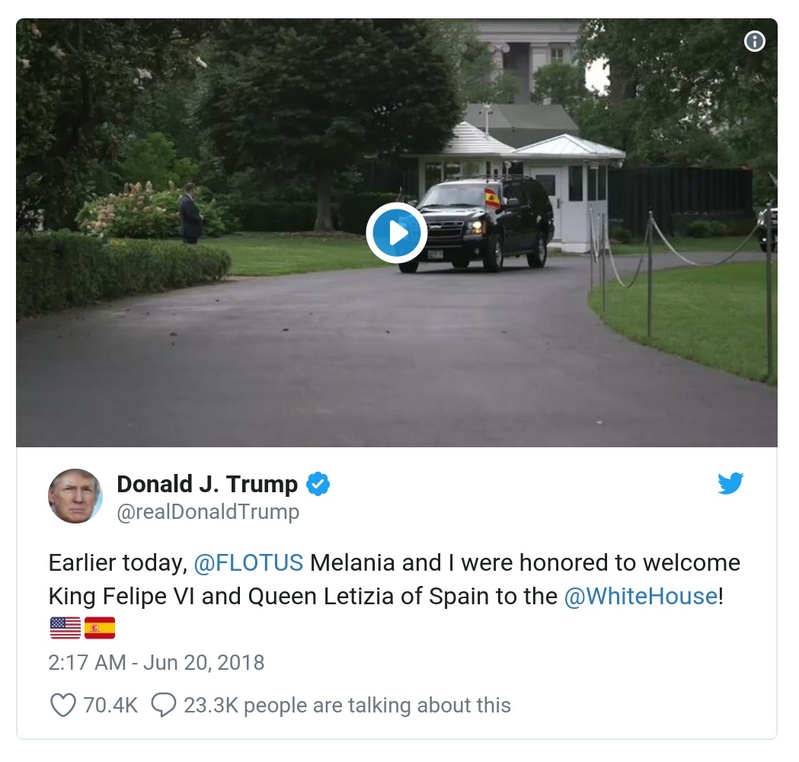 Donald J. Trump
@realDonaldTrump
Earlier today, @FLOTUS Melania and I were honored to welcome
King Felipe VI and Queen Letizia of Spain to the @WhiteHouse!
🇺🇸🇪🇸
2:17 AM - Jun 20, 2018
70.4K 23.3K people are talking about this